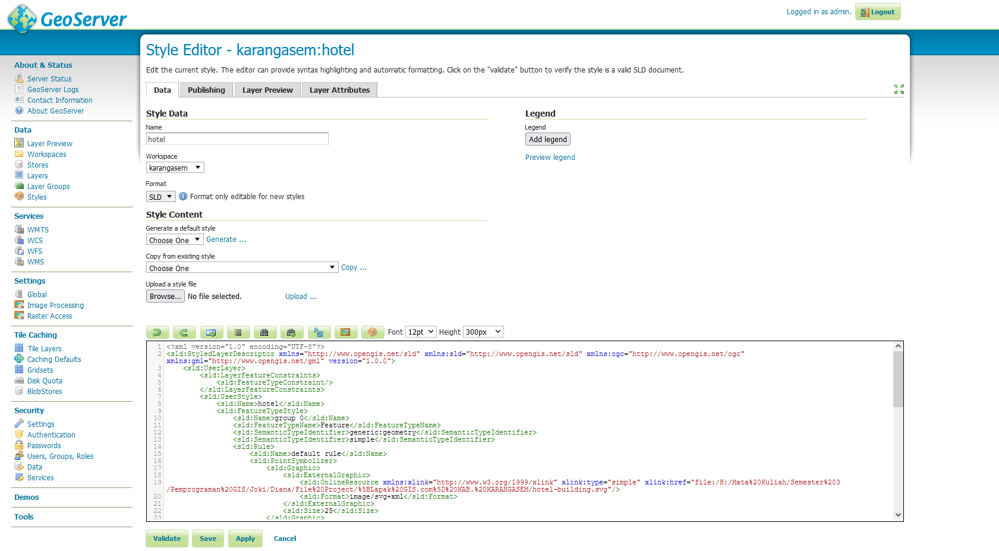 GeoServer
Logged in as admin. Logout
About & Status
Server Status
GeoServer Logs
Contact Information
About GeoServer
Data
Layer Preview
Workspaces
Stores
Layers
Layer Groups
Styles
Services
WMTS
WCS
WFS
WMS
Settings
Global
Image Processing
Raster Access
Tile Caching
Tile Layers
Caching Defaults
Gridsets
Disk Quota
BlobStores
Security
Settings
Authentication
Passwords
Users, Groups, Roles
Data
Services
Demos
Tools
Style Editor - karangasem:hotel
Edit the current style. The editor can provide syntax highlighting and automatic formatting. Click on the "validate" button to verify the style is a valid SLD document.
Data Publishing Layer Preview Layer Attributes
Style Data
Name
hotel
Workspace
karangasem
Format
SLD Format only editable for new styles
Legend
Legend
Add legend
Preview legend
Style Content
Generate a default style
Choose One Generate ...
Copy from existing style
Choose One Copy ...
Upload a style file
Browse... No file selected. Upload ...
Font 12pt Height 300px
1 <?xml version="1.0" encoding="UTF-8"?>
2 <sld:StyledLayerDescriptor xmlns="http://www.opengis.net/sld" xmlns:sld="http://www.opengis.net/sld" xmlns:ogc="http://www.opengis.net/ogc"
xmlns:gml="http://www.opengis.net/gml" version="1.0.0">
3 <sld:UserLayer>
4 <sld:LayerFeatureConstraints>
5 <sld:FeatureTypeConstraint/>
6 </sld:LayerFeatureConstraints>
7 <sld:UserStyle>
8 <sld:Name>hotel</sld:Name>
9 <sld:FeatureTypeStyle>
10 <sld:Name>group 0</sld:Name>
11 <sld:FeatureTypeName>Feature</sld:FeatureTypeName>
12 <sld:SemanticTypeIdentifier>generic:geometry</sld:SemanticTypeIdentifier>
13 <sld:SemanticTypeIdentifier>simple</sld:SemanticTypeIdentifier>
14 <sld:Rule>
15 <sld:Name>default rule</sld:Name>
16 <sld:PointSymbolizer>
17 <sld:Graphic>
18 <sld:ExternalGraphic>
19 <sld:OnlineResource xmlns:xlink="http://www.w3.org/1999/xlink" xlink:type="simple" xlink:href="file:/H:/Mata%20Kuliah/Semester%203
/Pemprograman%20GIS/Joki/Diana/File%20Project/%5BLapak%20GIS.com%5D%20KAB.%20KARANGASEM/hotel-building.svg"/>
20 <sld:Format>image/svg+xml</sld:Format>
21 </sld:ExternalGraphic>
22 <sld:Size>25</sld:Size>
23 </sld:Graphic>
Validate Save Apply Cancel